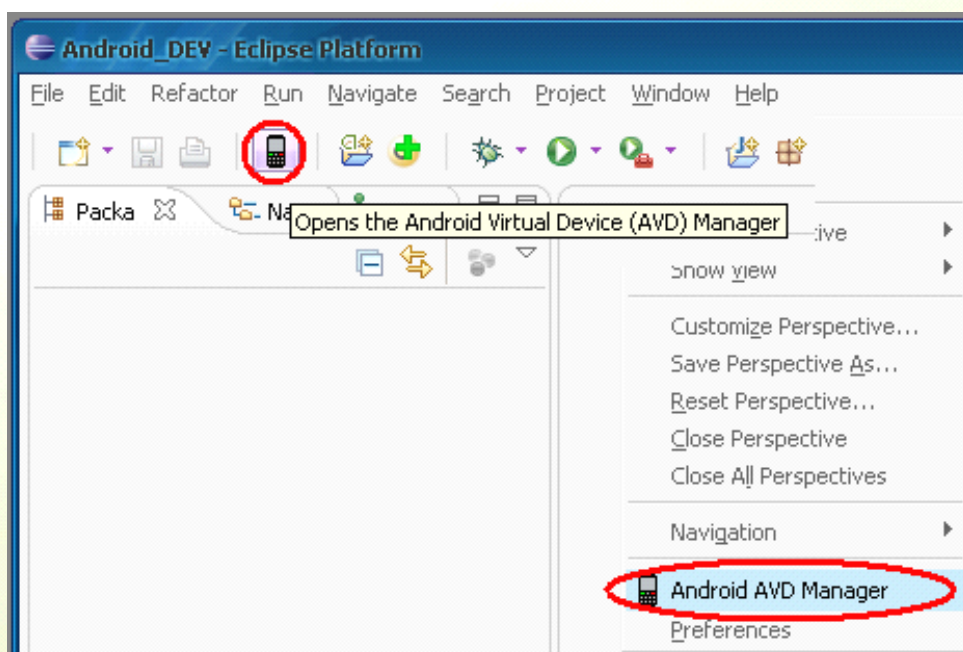 Android_DEV - Eclipse Platform
File Edit Refactor Run Navigate Search Project Window Help
Packa Na
Opens the Android Virtual Device (AVD) Manager
Show View
Customize Perspective...
Save Perspective As...
Reset Perspective...
Close Perspective
Close All Perspectives
Navigation
Android AVD Manager
Preferences